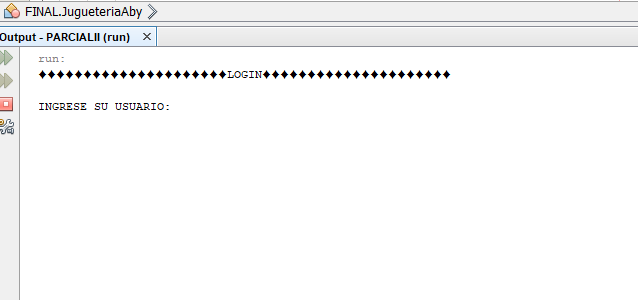 FINAL.JugueteriaAby
Output - PARCIALII (run)
run:
♦♦♦♦♦♦♦♦♦♦♦♦♦♦♦♦♦♦♦♦♦LOGIN♦♦♦♦♦♦♦♦♦♦♦♦♦♦♦♦♦♦♦♦♦
INGRESE SU USUARIO: